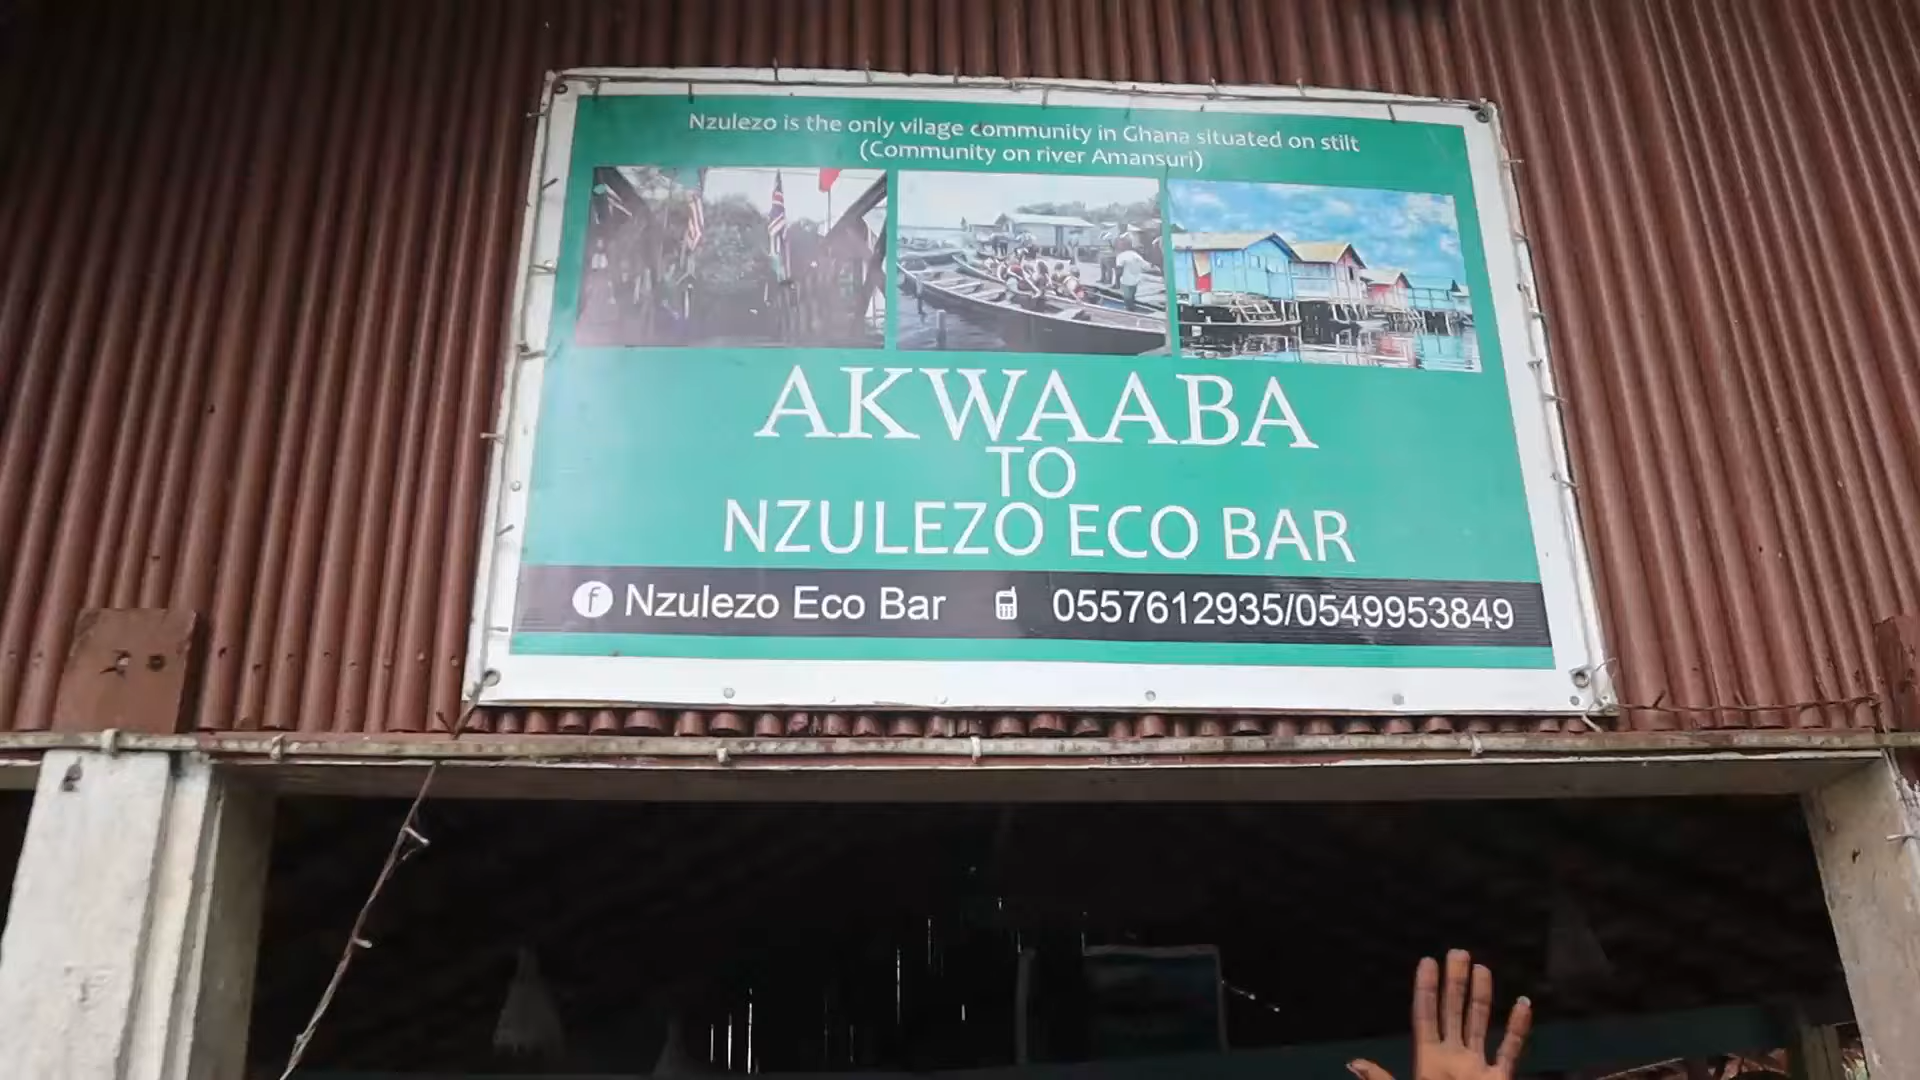 Nzulezo is the only vilage community in Ghana situated on stilt
(Community on river Amansuri)
AKWAABA
TO
NZULEZO ECO BAR
f Nzulezo Eco Bar 0557612935/0549953849